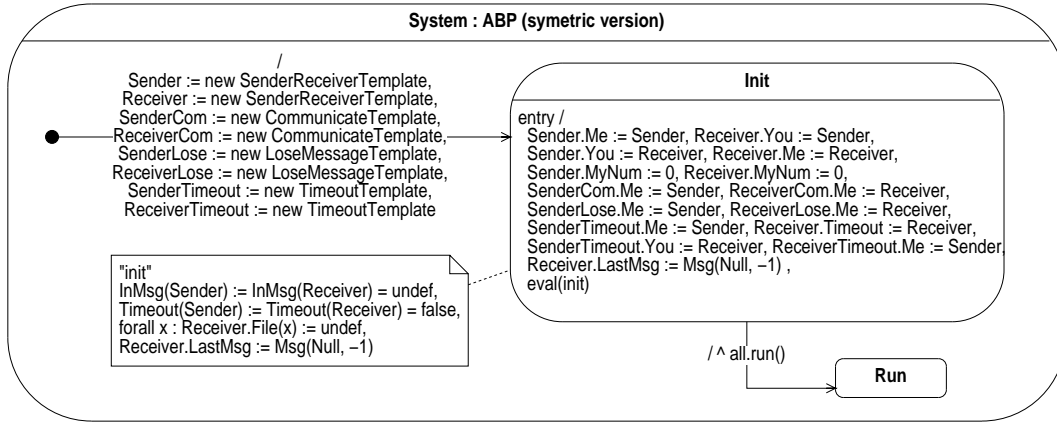 System : ABP (symetric version)
/
Sender := new SenderReceiverTemplate,
Receiver := new SenderReceiverTemplate,
SenderCom := new CommunicateTemplate,
ReceiverCom := new CommunicateTemplate,
SenderLose := new LoseMessageTemplate,
ReceiverLose := new LoseMessageTemplate,
SenderTimeout := new TimeoutTemplate,
ReceiverTimeout := new TimeoutTemplate
Init
entry /
Sender.Me := Sender, Receiver.You := Sender,
Sender.You := Receiver, Receiver.Me := Receiver,
Sender.MyNum := 0, Receiver.MyNum := 0,
SenderCom.Me := Sender, ReceiverCom.Me := Receiver,
SenderLose.Me := Sender, ReceiverLose.Me := Receiver,
SenderTimeout.Me := Sender, Receiver.Timeout := Receiver,
SenderTimeout.You := Receiver, ReceiverTimeout.Me := Sender,
Receiver.LastMsg := Msg(Null, −1) ,
eval(init)
"init"
InMsg(Sender) := InMsg(Receiver) = undef,
Timeout(Sender) := Timeout(Receiver) = false,
forall x : Receiver.File(x) := undef,
Receiver.LastMsg := Msg(Null, −1)
/ ^ all.run()
Run